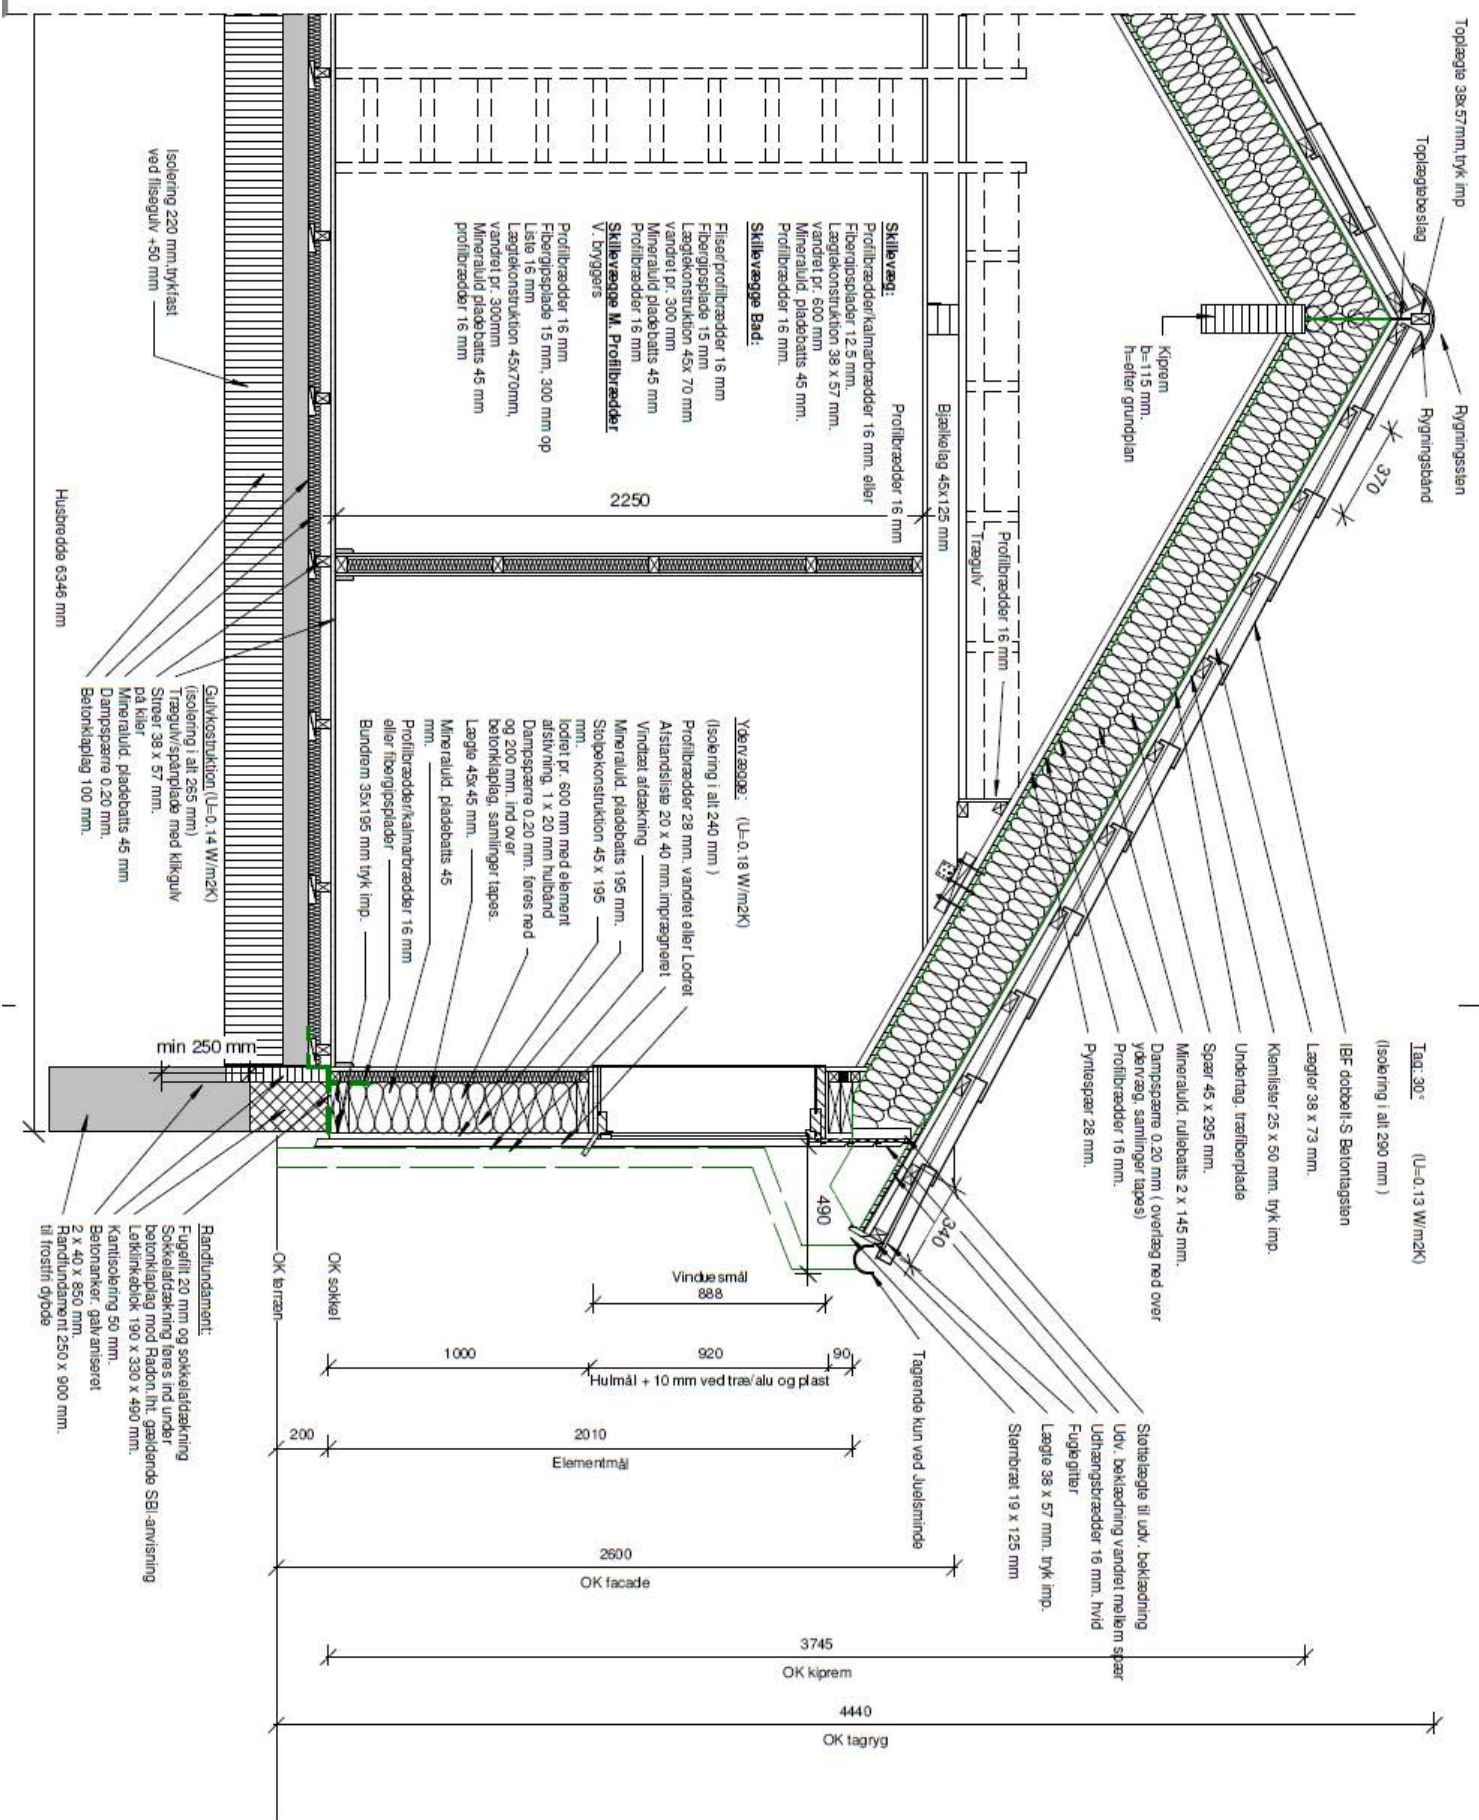 Toplægte 38x57mm,tryk imp
Toplægtebeslag
Rygningssten
Rygningsbånd
370
Kiprem
b=115 mm.
h=efter grundplan
Tag: 30° (U=0.13 W/m2K)
(Isolering i alt 290 mm )
IBF dobbelt-S Betontagsten
Lægter 38 x 73 mm.
Klemlister 25 x 50 mm. tryk imp.
Undertag. træfiberplade
Spær 45 x 295 mm.
Mineraluld. rullebatts 2 x 145 mm.
Dampspærre 0.20 mm ( overlæg ned over
ydervæg, samlinger tapes)
Profilbrædder 16 mm.
Pyntespær 28 mm.
Støttelægte til udv. beklædning
Udv. beklædning vandret mellem spær
Udhængsbrædder 16 mm. hvid
Fuglegitter
Lægte 38 x 57 mm. tryk imp.
Sternbræt 19 x 125 mm
Tagrende kun ved Juelsminde
340
490
Profilbrædder 16 mm
Trægulv
Bjælkelag 45x125 mm
Profilbrædder 16 mm
Skillevæg:
Profilbrædder/kalmarbrædder 16 mm. eller
Fibergipsplader 12.5 mm.
Lægtekonstruktion 38 x 57 mm.
vandret pr. 600 mm
Mineraluld. pladebatts 45 mm.
Profilbrædder 16 mm.
Skillevægge Bad:
Fliser/profilbrædder 16 mm
Fibergipsplade 15 mm
Lægtekonstruktion 45x 70 mm
vandret pr. 300 mm
Mineraluld pladebatts 45 mm
Profilbrædder 16 mm
Skillevægge M. Profilbrædder
V. bryggers
Profilbrædder 16 mm
Fibergipsplade 15 mm, 300 mm op
Liste 16 mm
Lægtekonstruktion 45x70mm,
vandret pr. 300mm
Mineraluld pladebatts 45 mm
profilbrædder 16 mm
2250
Ydervægge: (U=0.18 W/m2K)
(Isolering i alt 240 mm )
Profilbrædder 28 mm. vandret eller Lodret
Afstandsliste 20 x 40 mm.imprægneret
Vindtæt afdækning
Mineraluld. pladebatts 195 mm.
Stolpekonstruktion 45 x 195
mm.
lodret pr. 600 mm med element
afstivning, 1 x 20 mm hulbånd
Dampspærre 0.20 mm. føres ned
og 200 mm. ind over
betonklaplag, samlinger tapes.
Lægte 45x45 mm.
Mineraluld. pladebatts 45
mm.
Profilbrædder/kalmarbrædder 16 mm
eller fibergipsplader
Bundrem 35x195 mm tryk imp.
Isolering 220 mm,trykfast
ved flisegulv +50 mm
Gulvkostruktion (U=0.14 W/m2K)
(isolering i alt 265 mm)
Trægulv/spånplade med klikgulv
Strøer 38 x 57 mm.
på kiler
Mineraluld. pladebatts 45 mm
Dampspærre 0.20 mm.
Betonklaplag 100 mm.
Husbredde 6346 mm
min 250 mm
Randfundament:
Fugefilt 20 mm og sokkelafdækning
Sokkelafdækning føres ind under
betonklaplag mod Radon.Iht. gældende SBI-anvisning
Letklinkeblok 190 x 330 x 490 mm.
Kantisolering 50 mm.
Betonanker. galvaniseret
2 x 40 x 850 mm.
Randfundament 250 x 900 mm.
til frostfri dybde
OK sokkel
OK terræn
Vinduesmål
888
1000
920
90
Hulmål + 10 mm ved træ/alu og plast
200
2010
Elementmål
2600
OK facade
3745
OK kiprem
4440
OK tagryg